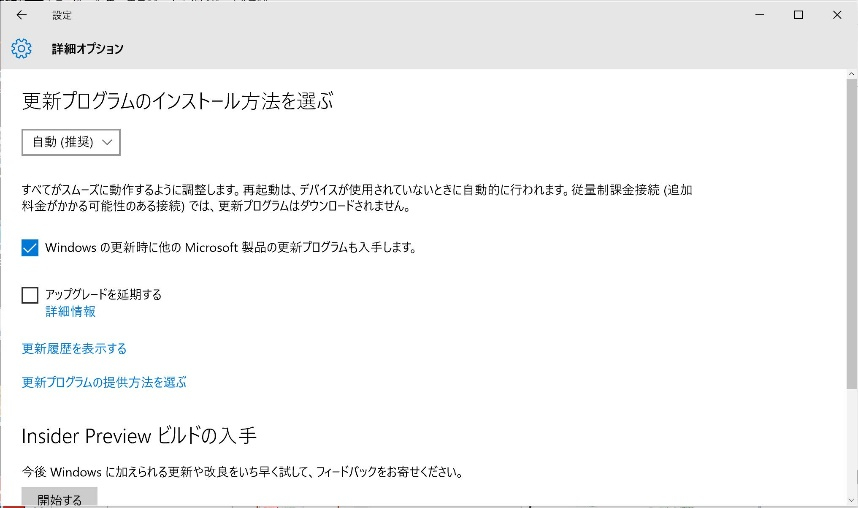 設定
詳細オプション
更新プログラムのインストール方法を選ぶ
自動 (推奨)
すべてがスムーズに動作するように調整します。再起動は、デバイスが使用されていないときに自動的に行われます。従量制課金接続 (追加
料金がかかる可能性のある接続) では、更新プログラムはダウンロードされません。
Windows の更新時に他の Microsoft 製品の更新プログラムも入手します。
アップグレードを延期する
詳細情報
更新履歴を表示する
更新プログラムの提供方法を選ぶ
Insider Preview ビルドの入手
今後 Windows に加えられる更新や改良をいち早く試して、フィードバックをお寄せください。
開始する